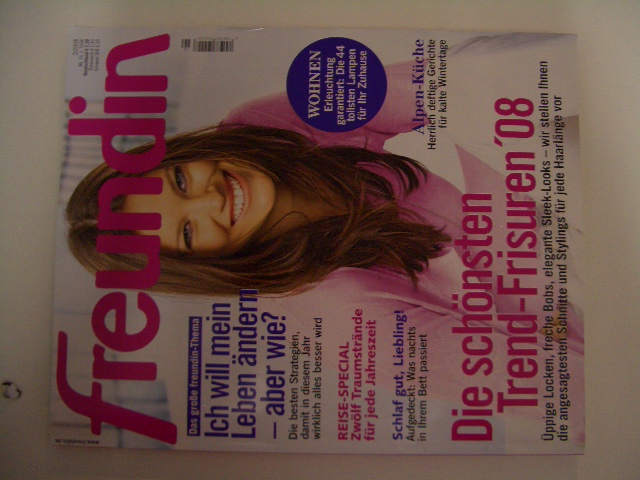 freundin
www.freundin.de
WOHNEN
Erleuchtung
garantiert: Die 44
tollsten Lampen
für Ihr Zuhause
Alpen-Küche
Herrlich deftige Gerichte
für kalte Wintertage
Das große freundin-Thema
Ich will mein
Leben ändern
– aber wie?
Die besten Strategien,
damit in diesem Jahr
wirklich alles besser wird
REISE-SPECIAL
Zwölf Traumstrände
für jede Jahreszeit
Schlaf gut, Liebling!
Aufgedeckt: Was nachts
in Ihrem Bett passiert
Die schönsten
Trend-Frisuren ´08
Üppige Locken, freche Bobs, elegante Sleek-Looks – wir stellen Ihnen
die angesagtesten Schnitte und Stylings für jede Haarlänge vor